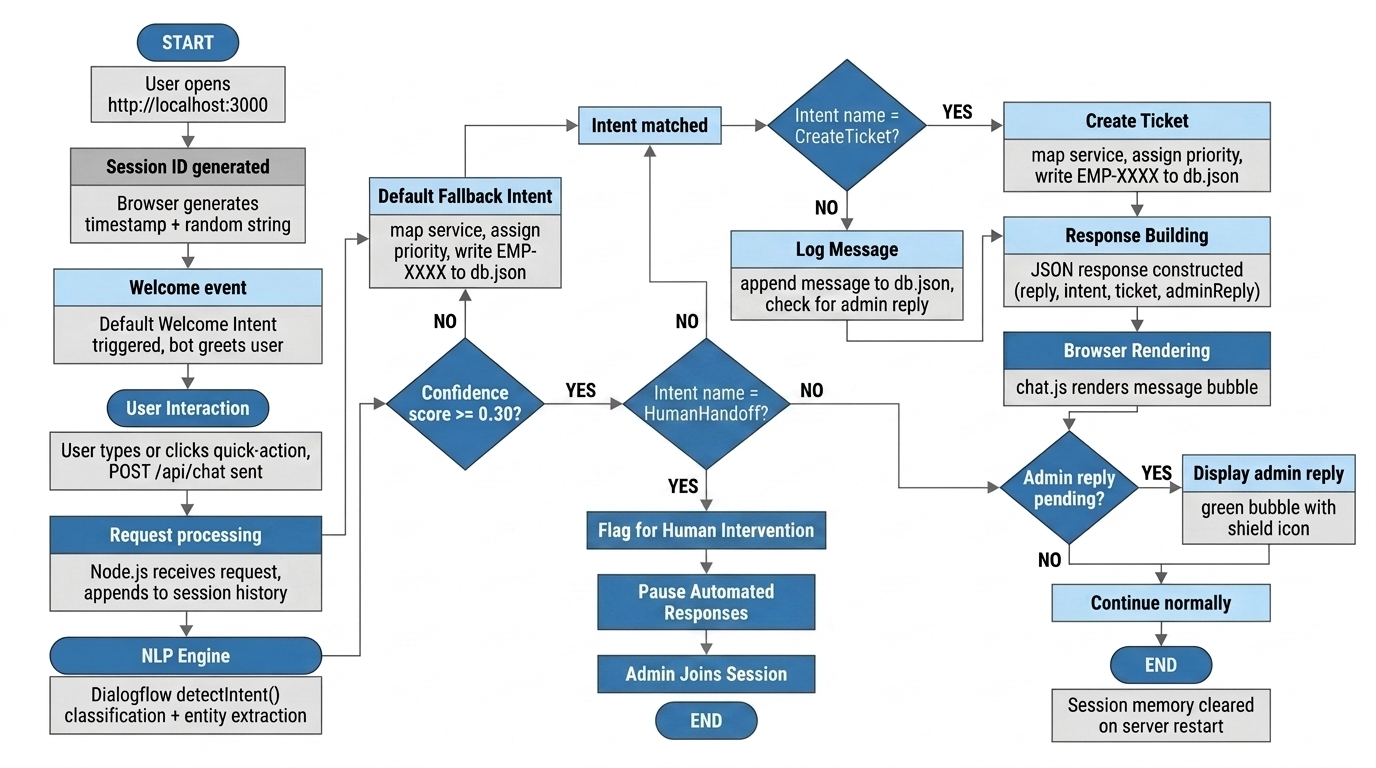 START
User opens
http://localhost:3000
Session ID generated
Browser generates
timestamp + random string
Welcome event
Default Welcome Intent
triggered, bot greets user
User Interaction
User types or clicks quick-action,
POST /api/chat sent
Request processing
Node.js receives request,
appends to session history
NLP Engine
Dialogflow detectIntent()
classification + entity extraction
Default Fallback Intent
map service, assign
priority, write EMP-
XXXX to db.json
NO
Confidence
score >= 0.30?
YES
Intent matched
NO
Intent name =
HumanHandoff?
NO
YES
Flag for Human Intervention
Pause Automated
Responses
Admin Joins Session
END
Intent name =
CreateTicket?
YES
NO
Log Message
append message to db.json,
check for admin reply
Create Ticket
map service, assign priority,
write EMP-XXXX to db.json
Response Building
JSON response constructed
(reply, intent, ticket, adminReply)
Browser Rendering
chat.js renders message bubble
Admin reply
pending?
YES
Display admin reply
green bubble with
shield icon
NO
Continue normally
END
Session memory cleared
on server restart